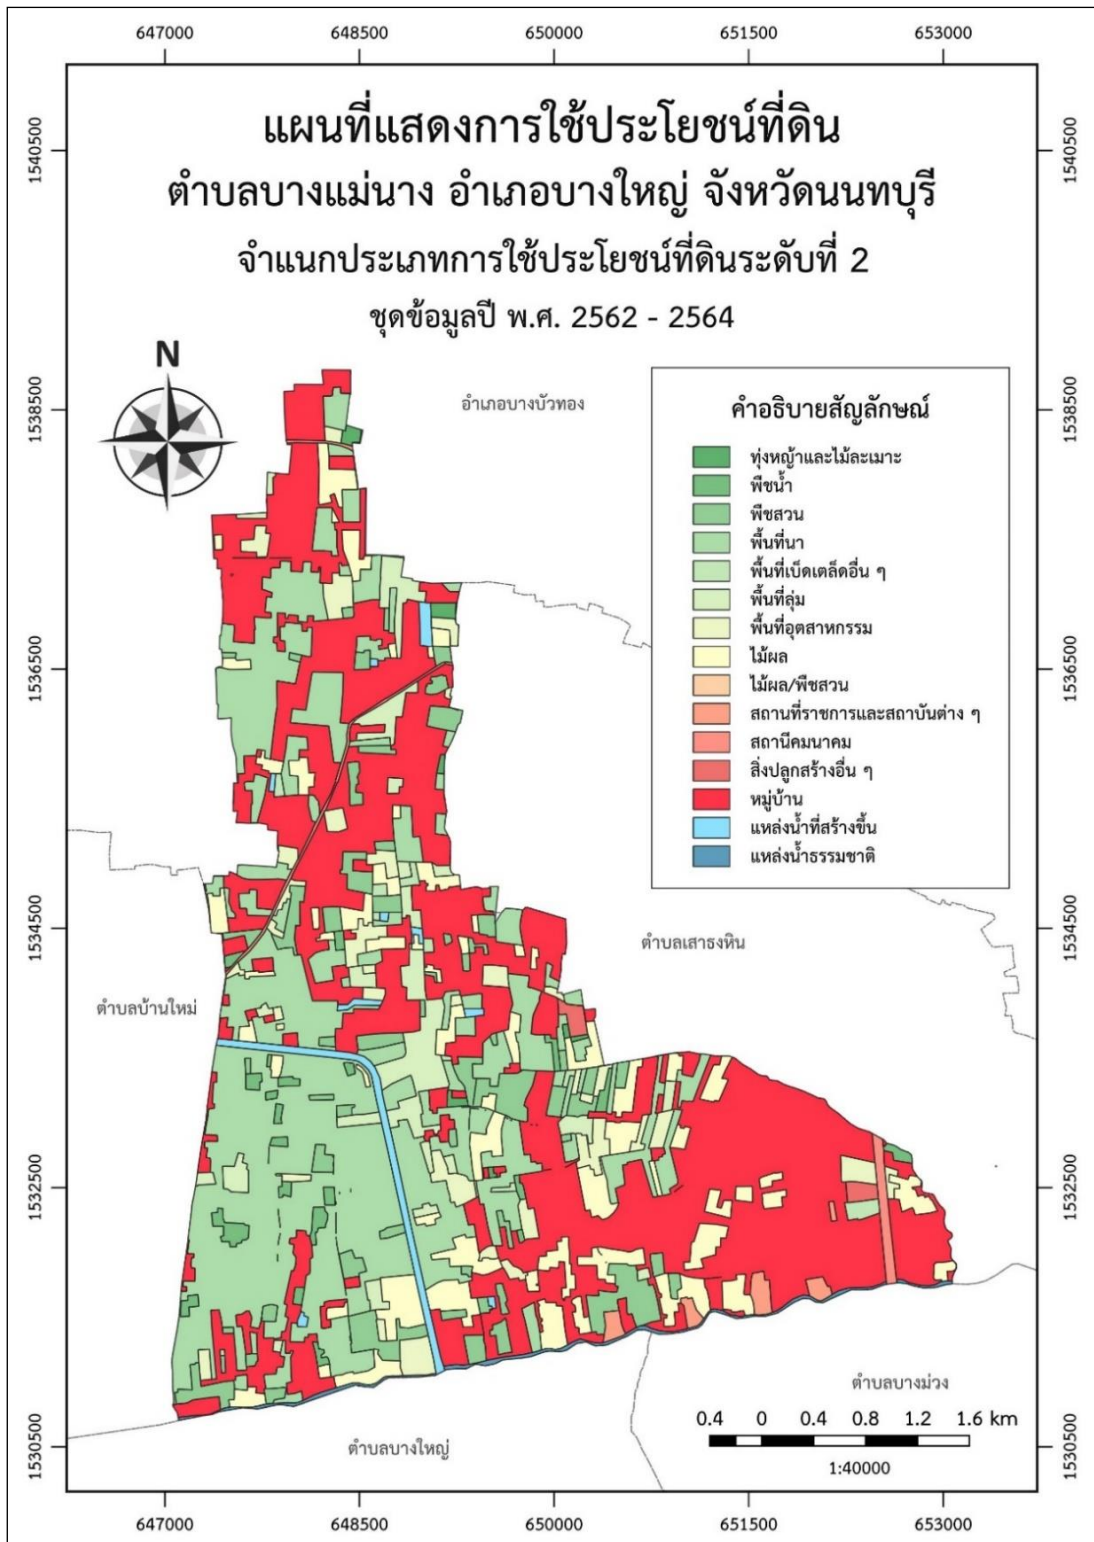 647000 648500 650000 651500 653000
แผนที่แสดงการใช้ประโยชน์ที่ดิน
ตำบลบางแม่นาง อำเภอบางใหญ่ จังหวัดนนทบุรี
จำแนกประเภทการใช้ประโยชน์ที่ดินระดับที่ 2
ชุดข้อมูลปี พ.ศ. 2562 - 2564
1540500 1540500
N
อำเภอบางบัวทอง
1538500 1538500
คำอธิบายสัญลักษณ์
ทุ่งหญ้าและไม้ละเมาะ
พืชน้ำ
พืชสวน
พื้นที่นา
พื้นที่เบ็ดเตล็ดอื่น ๆ
พื้นที่ลุ่ม
พื้นที่อุตสาหกรรม
ไม้ผล
ไม้ผล/พืชสวน
สถานที่ราชการและสถาบันต่าง ๆ
สถานีคมนาคม
สิ่งปลูกสร้างอื่น ๆ
หมู่บ้าน
แหล่งน้ำที่สร้างขึ้น
แหล่งน้ำธรรมชาติ
1536500 1536500
1534500 1534500
ตำบลเสาธงหิน
ตำบลบ้านใหม่
1532500 1532500
ตำบลบางม่วง
ตำบลบางใหญ่
0.4 0 0.4 0.8 1.2 1.6 km
1:40000
1530500 1530500
647000 648500 650000 651500 653000